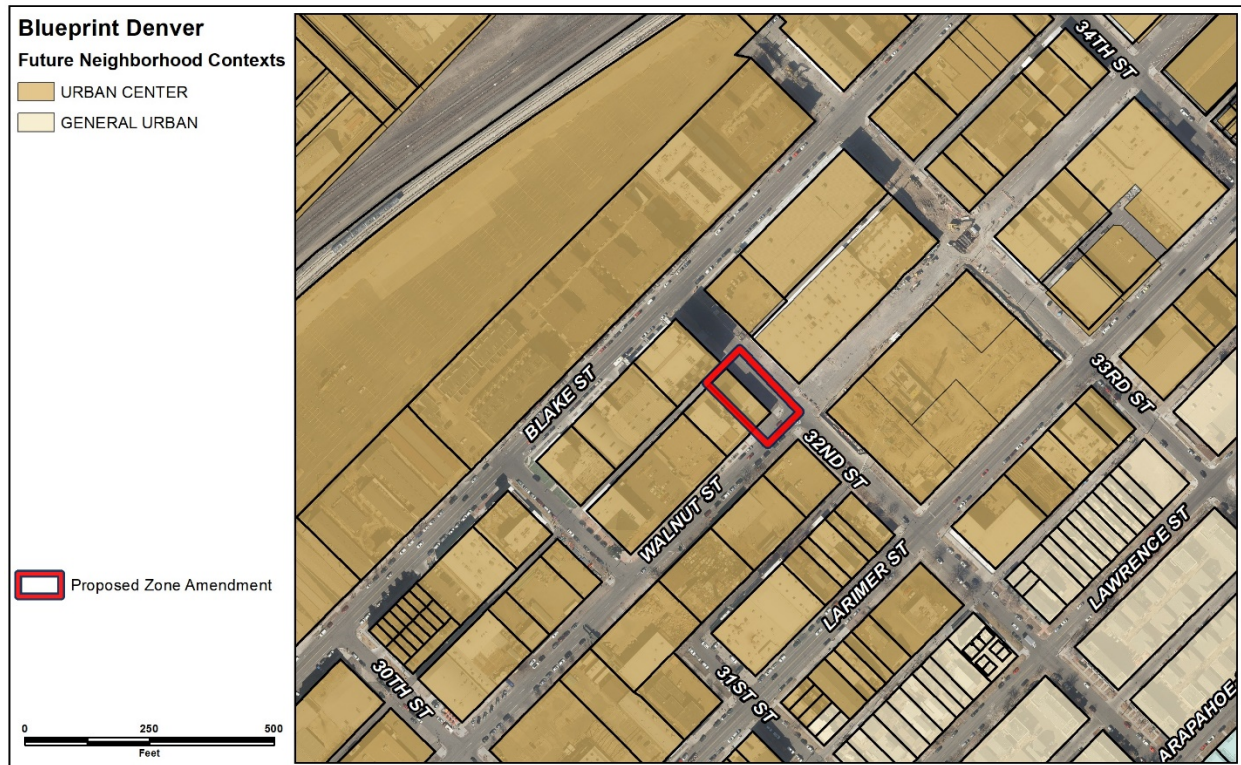 Blueprint Denver
Future Neighborhood Contexts
URBAN CENTER
GENERAL URBAN
Proposed Zone Amendment
0 250 500
Feet
34TH ST
33RD ST
BLAKE ST
32ND ST
WALNUT ST
LAWRENCE ST
LARIMER ST
31ST ST
30TH ST
ARAPAHOE